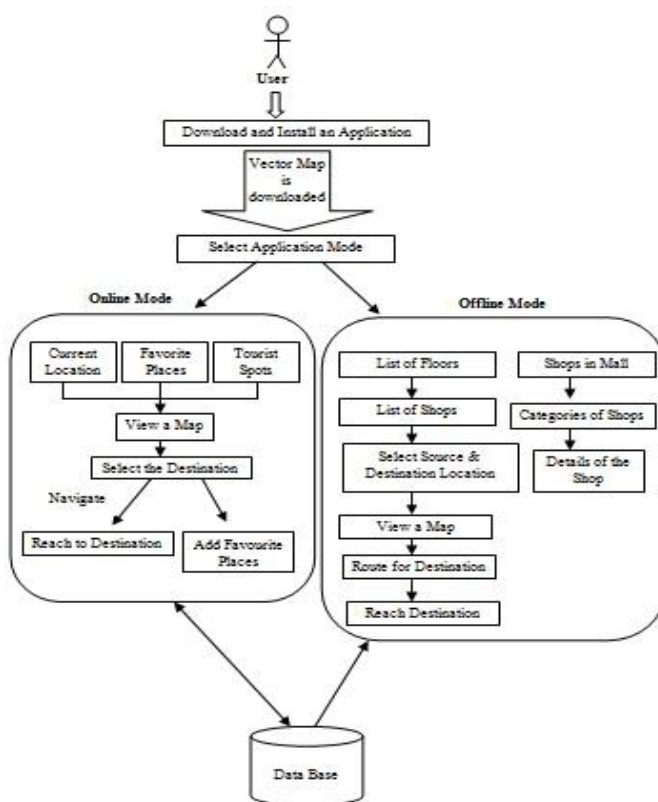 User
Download and Install an Application
Vector Map
is
downloaded
Select Application Mode
Online Mode
Current
Location
Favorite
Places
Tourist
Spots
View a Map
Select the Destination
Navigate
Reach to Destination
Add Favourite
Places
Offline Mode
List of Floors
List of Shops
Select Source &
Destination Location
View a Map
Route for Destination
Reach Destination
Shops in Mall
Categories of Shops
Details of the
Shop
Data Base